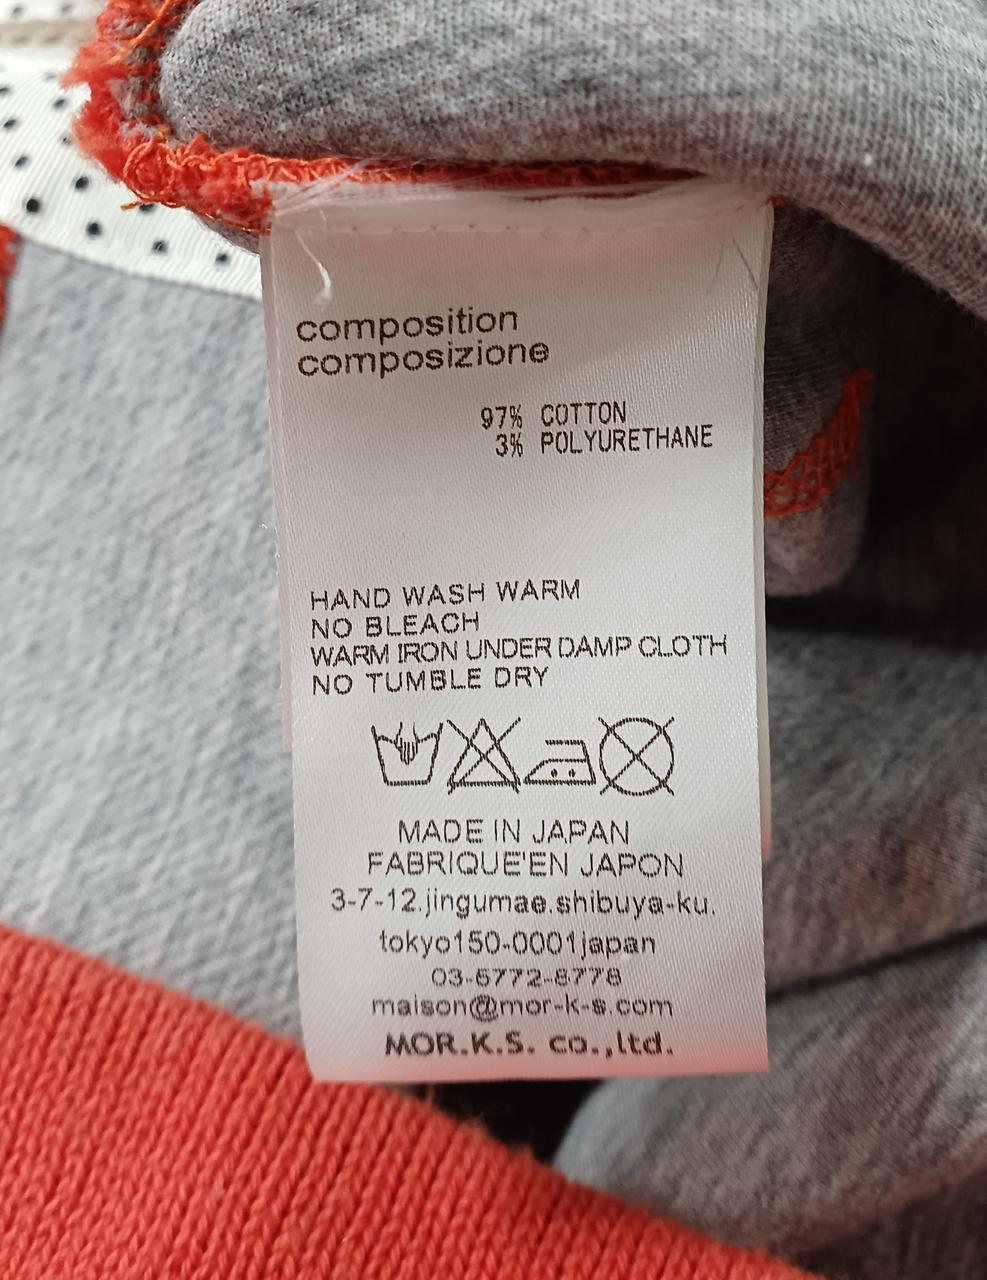 composition
composizione
97% COTTON
3% POLYURETHANE
HAND WASH WARM
NO BLEACH
WARM IRON UNDER DAMP CLOTH
NO TUMBLE DRY
MADE IN JAPAN
FABRIQUE'EN JAPON
3-7-12.jingumae.shibuya-ku.
tokyo150-0001japan
03-6772-8778
maison@mor-k-s.com
MOR.K.S. co.,ltd.